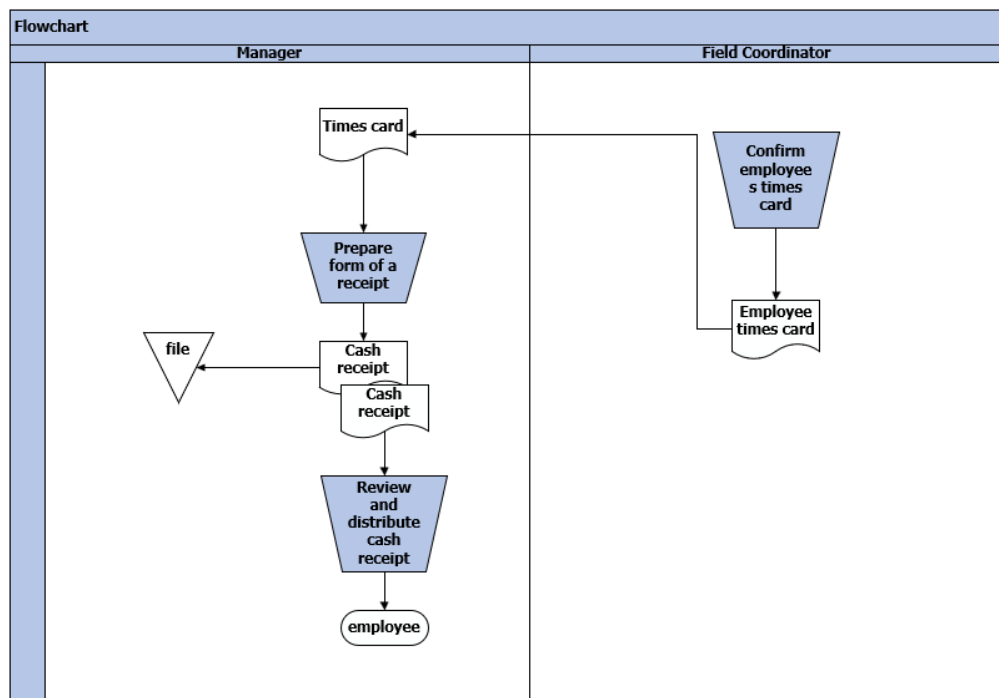 Flowchart
Manager
Field Coordinator
Times card
Confirm
employee
s times
card
Prepare
form of a
receipt
Employee
times card
file
Cash
receipt
Cash
receipt
Review
and
distribute
cash
receipt
employee